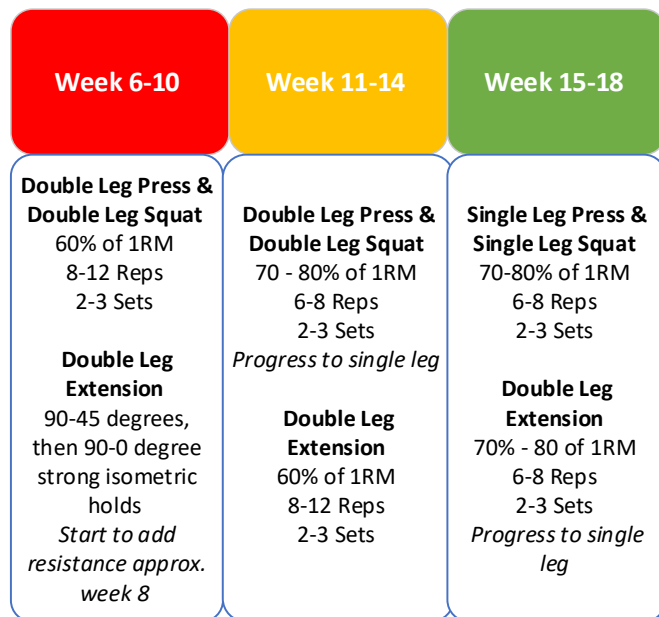 Week 6-10
Double Leg Press &
Double Leg Squat
60% of 1RM
8-12 Reps
2-3 Sets
Double Leg
Extension
90-45 degrees,
then 90-0 degree
strong isometric
holds
Start to add
resistance approx.
week 8
Week 11-14
Double Leg Press &
Double Leg Squat
70 - 80% of 1RM
6-8 Reps
2-3 Sets
Progress to single leg
Double Leg
Extension
60% of 1RM
8-12 Reps
2-3 Sets
Week 15-18
Single Leg Press &
Single Leg Squat
70-80% of 1RM
6-8 Reps
2-3 Sets
Double Leg
Extension
70% - 80 of 1RM
6-8 Reps
2-3 Sets
Progress to single
leg